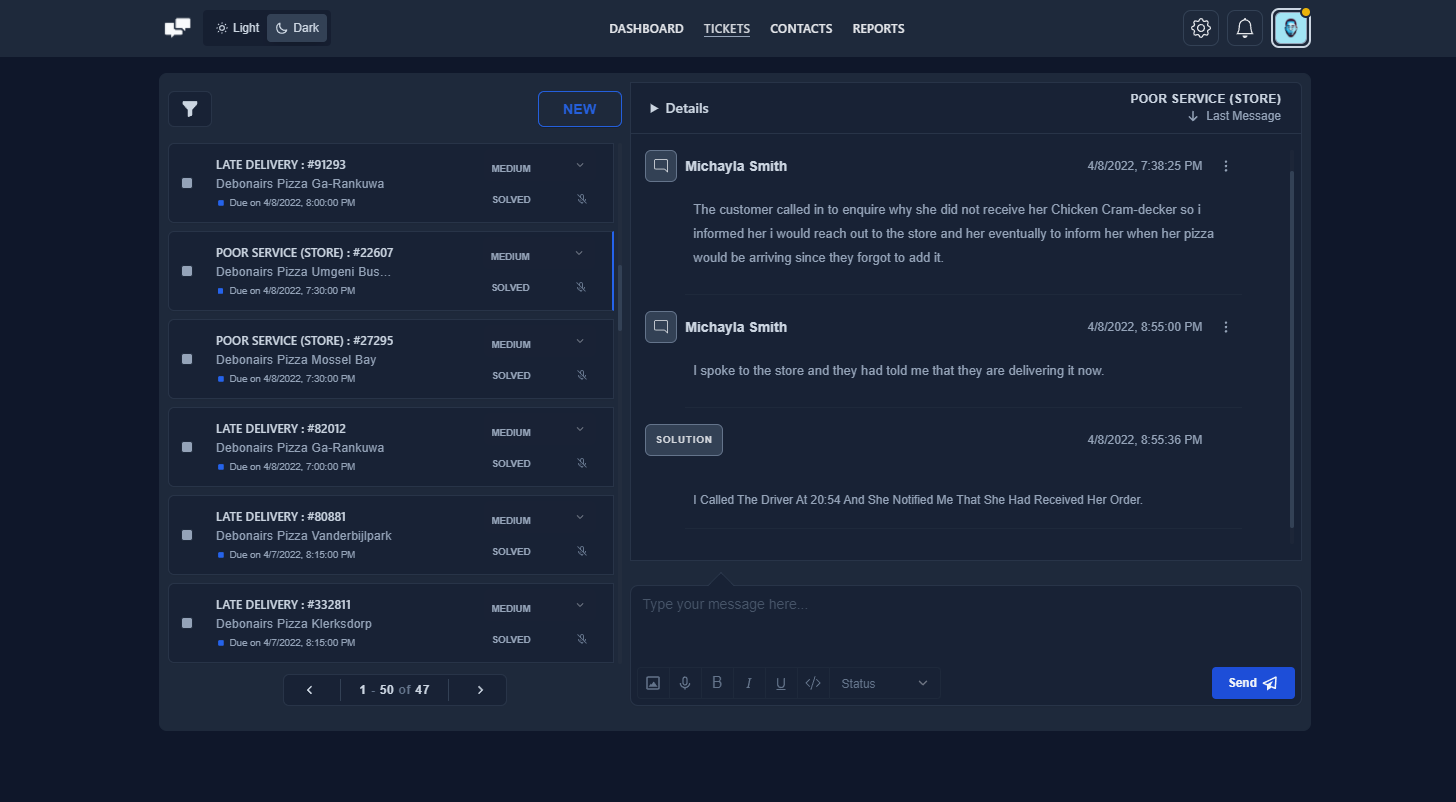 Light Dark DASHBOARD TICKETS CONTACTS REPORTS
NEW
LATE DELIVERY : #91293
MEDIUM
Debonairs Pizza Ga-Rankuwa
Due on 4/8/2022, 8:00:00 PM
SOLVED
POOR SERVICE (STORE) : #22607
MEDIUM
Debonairs Pizza Umgeni Bus...
Due on 4/8/2022, 7:30:00 PM
SOLVED
POOR SERVICE (STORE) : #27295
MEDIUM
Debonairs Pizza Mossel Bay
Due on 4/8/2022, 7:30:00 PM
SOLVED
LATE DELIVERY : #82012
MEDIUM
Debonairs Pizza Ga-Rankuwa
Due on 4/8/2022, 7:00:00 PM
SOLVED
LATE DELIVERY : #80881
MEDIUM
Debonairs Pizza Vanderbijlpark
Due on 4/7/2022, 8:15:00 PM
SOLVED
LATE DELIVERY : #332811
MEDIUM
Debonairs Pizza Klerksdorp
Due on 4/7/2022, 8:15:00 PM
SOLVED
1 - 50 of 47
Details
POOR SERVICE (STORE)
Last Message
Michayla Smith 4/8/2022, 7:38:25 PM
The customer called in to enquire why she did not receive her Chicken Cram-decker so i
informed her i would reach out to the store and her eventually to inform her when her pizza
would be arriving since they forgot to add it.
Michayla Smith 4/8/2022, 8:55:00 PM
I spoke to the store and they had told me that they are delivering it now.
SOLUTION 4/8/2022, 8:55:36 PM
I Called The Driver At 20:54 And She Notified Me That She Had Received Her Order.
Type your message here...
B I U </> Status Send